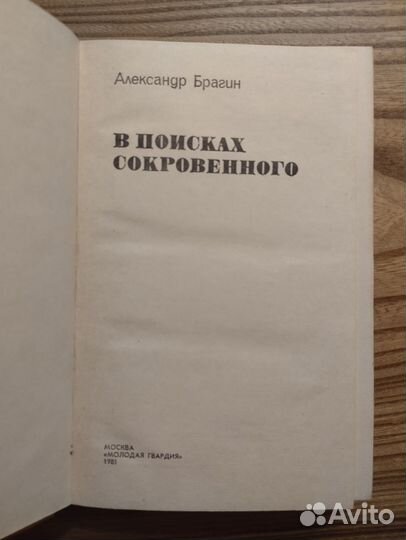 Александр Брагин
В ПОИСКАХ
СОКРОВЕННОГО
МОСКВА
«МОЛОДАЯ ГВАРДИЯ»
1981
Avito